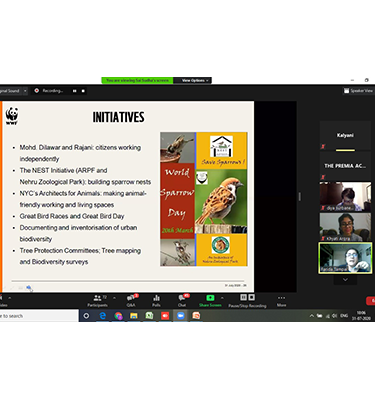 You are viewing Sal Sudha's screen
View Options
ginal Sound
Recording...
Speaker View
WWF
INITIATIVES
Mohd. Dilawar and Rajani: citizens working
independently
The NEST Initiative (ARPF and
Nehru Zoological Park): building sparrow nests
NYC's Architects for Animals: making animal-
friendly working and living spaces
Great Bird Races and Great Bird Day
Documenting and inventorisation of urban
biodiversity
Tree Protection Committees; Tree mapping
and Biodiversity surveys
Save Sparrows !
World
Sparrow
Day
20th March
Nehru Zoological Park
Kalyani
THE PREMIA AC...
Khyati Arora
Participants
Q&A
Polls
Chat
Share Screen
Pause/Stop Recording
More
e to search
ENG
10:06
31-07-2020